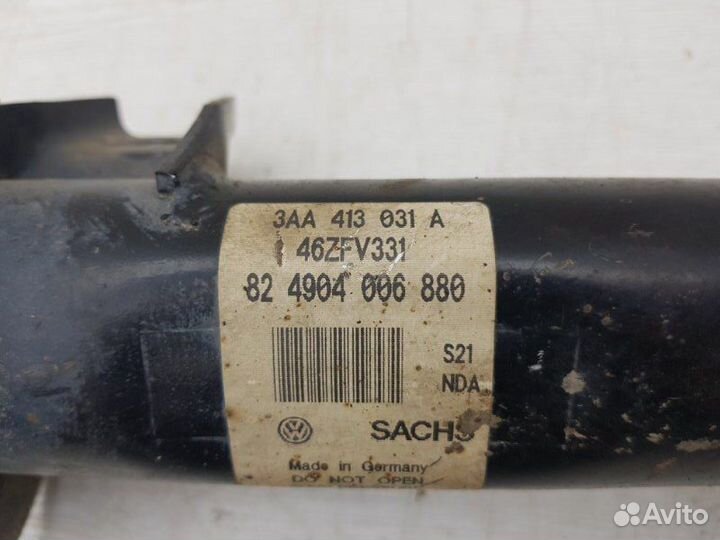 3AA 413 031 A
46ZFV331
82 4904 006 880
S21
NDA
SACHS
Made in Germany
DO NOT OPEN
Avito